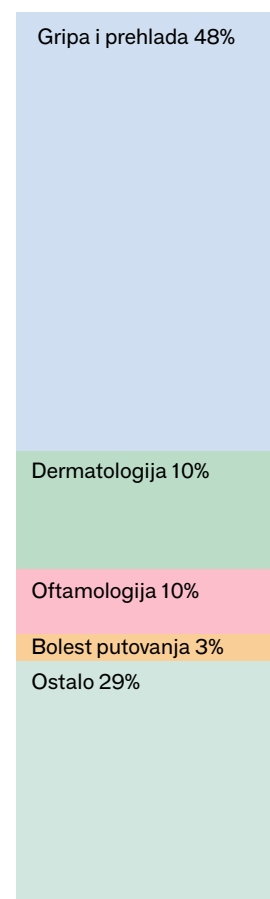 Gripa i prehlada 48%
Dermatologija 10%
Oftamologija 10%
Bolest putovanja 3%
Ostalo 29%